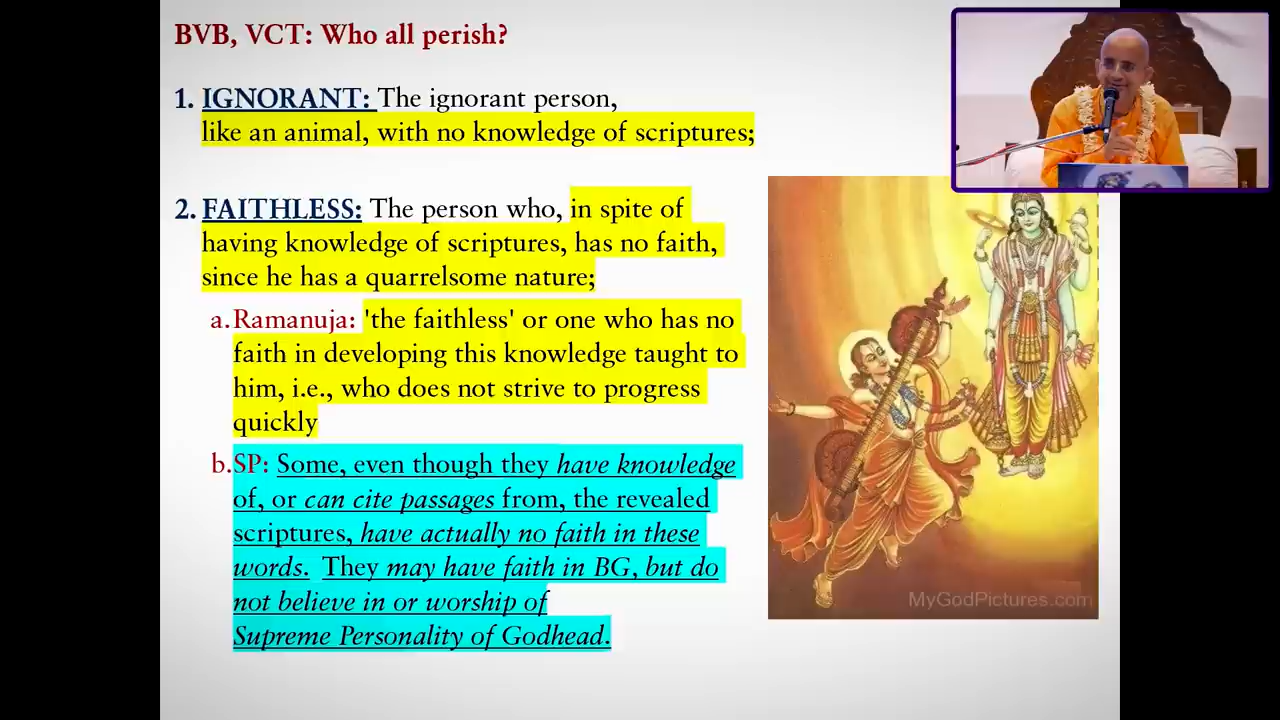 BVB, VCT: Who all perish?
1. IGNORANT: The ignorant person,
like an animal, with no knowledge of scriptures;
2. FAITHLESS: The person who, in spite of
having knowledge of scriptures, has no faith,
since he has a quarrelsome nature;
a. Ramanuja: 'the faithless' or one who has no
faith in developing this knowledge taught to
him, i.e., who does not strive to progress
quickly
b. SP: Some, even though they have knowledge
of, or can cite passages from, the revealed
scriptures, have actually no faith in these
words. They may have faith in BG, but do
not believe in or worship of
Supreme Personality of Godhead.
MyGodPictures.com